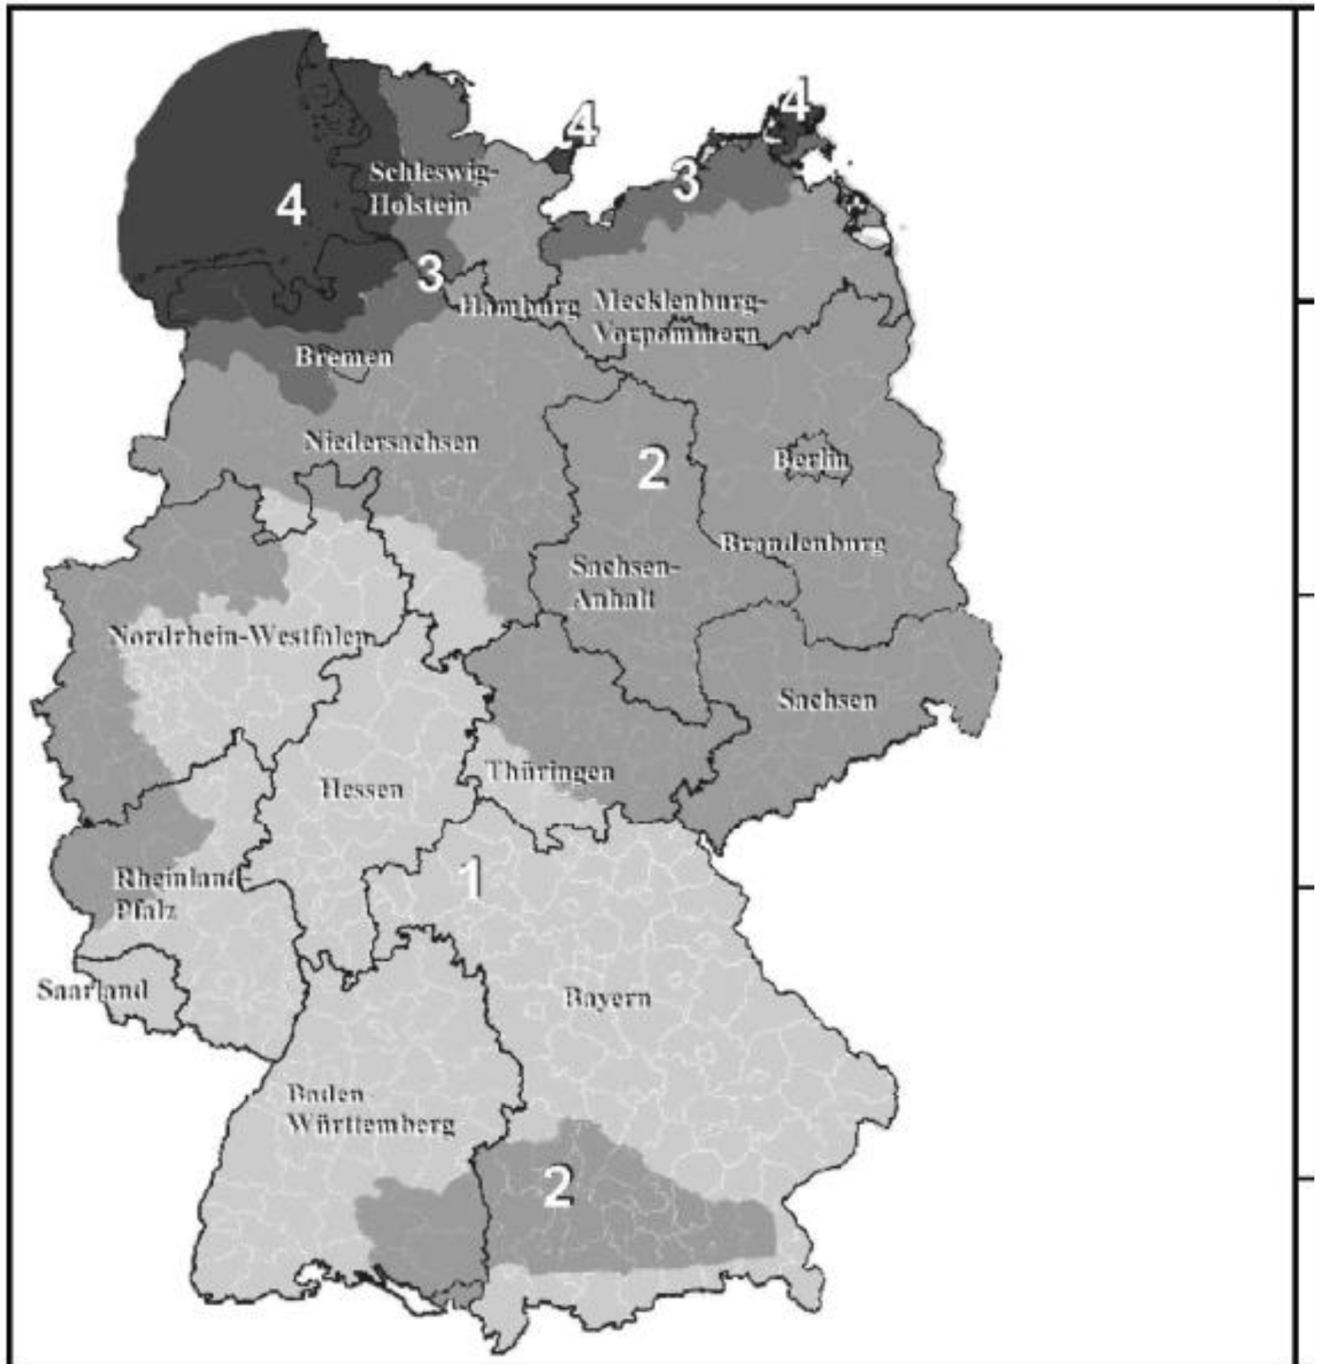 4
4
Schleswig-
Holstein
3
4
3
Hamburg
Mecklenburg-
Vorpommern
Bremen
Niedersachsen
2
Berlin
Brandenburg
Sachsen-
Anhalt
Nordrhein-Westfalen
Sachsen
Hessen
Thüringen
1
Rheinland-
Pfalz
Saarland
Bayern
Baden
Württemberg
2